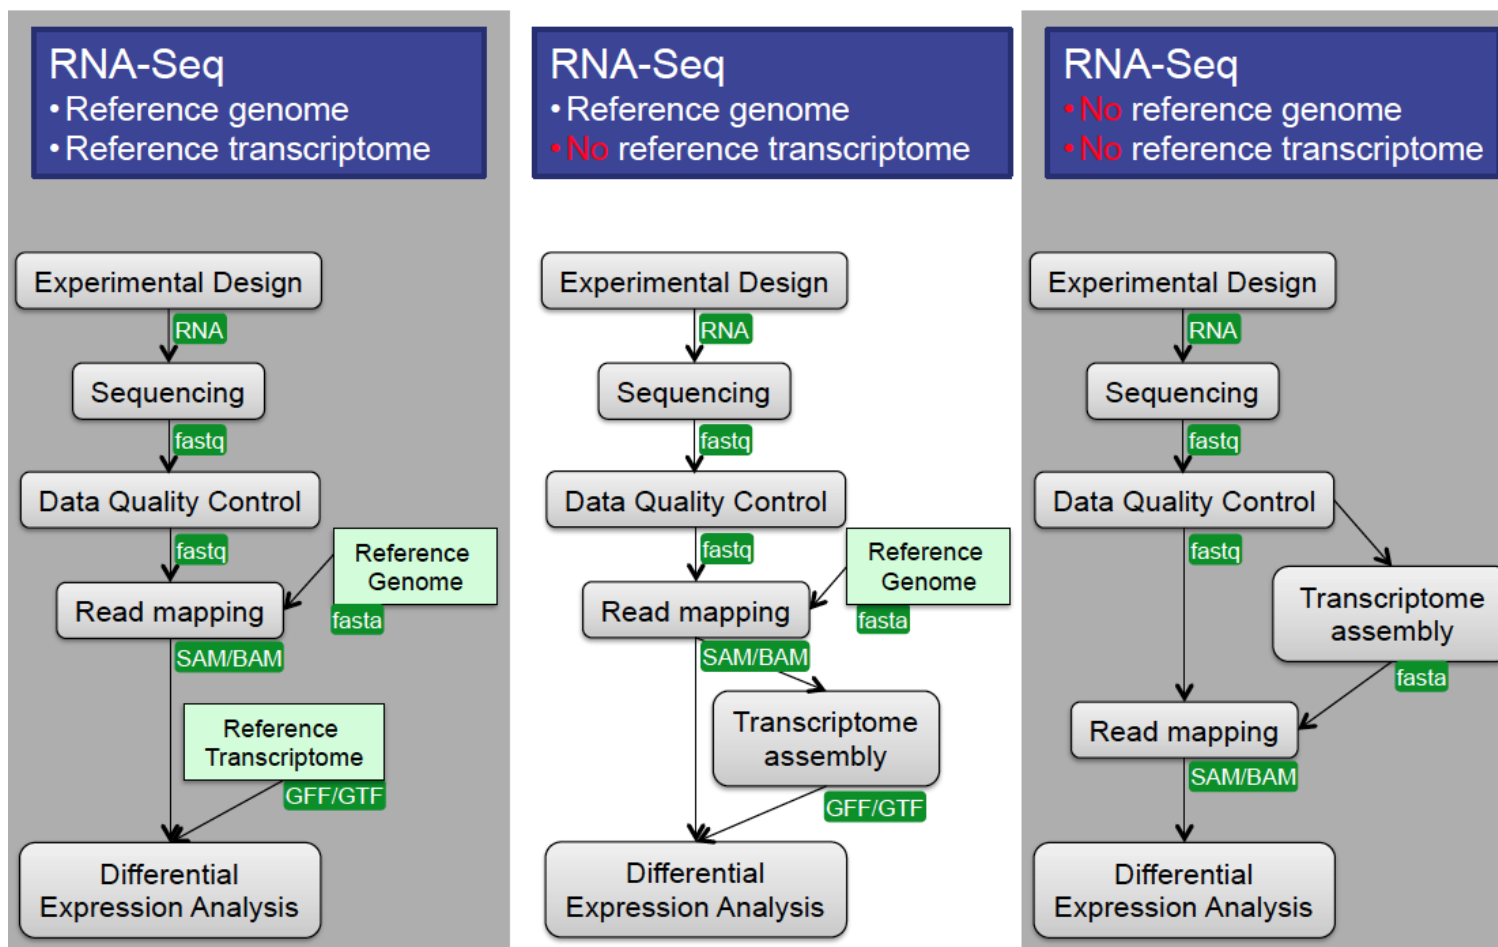 RNA-Seq
• Reference genome
• Reference transcriptome
Experimental Design
RNA
Sequencing
fastq
Data Quality Control
fastq
Reference
Genome
fasta
Read mapping
SAM/BAM
Reference
Transcriptome
GFF/GTF
Differential
Expression Analysis
RNA-Seq
• Reference genome
• No reference transcriptome
Experimental Design
RNA
Sequencing
fastq
Data Quality Control
fastq
Reference
Genome
fasta
Read mapping
SAM/BAM
Transcriptome
assembly
GFF/GTF
Differential
Expression Analysis
RNA-Seq
• No reference genome
• No reference transcriptome
Experimental Design
RNA
Sequencing
fastq
Data Quality Control
fastq
Transcriptome
assembly
fasta
Read mapping
SAM/BAM
Differential
Expression Analysis